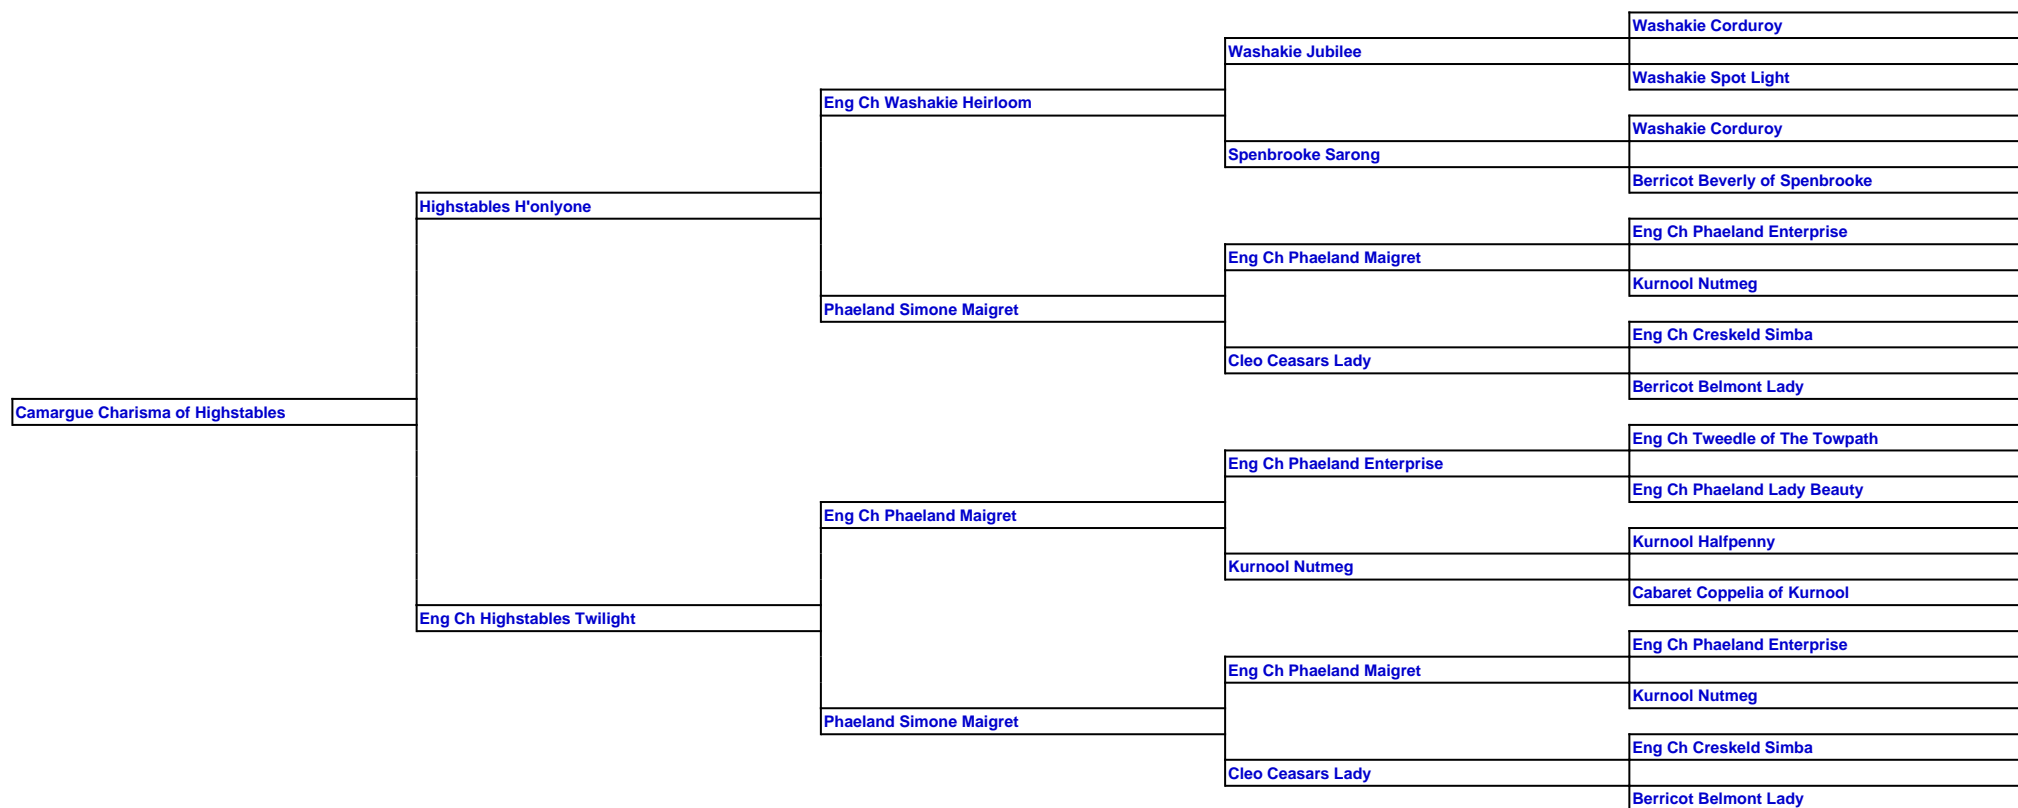 Washakie Corduroy
Washakie Jubilee
Washakie Spot Light
Eng Ch Washakie Heirloom
Washakie Corduroy
Spenbrooke Sarong
Berricot Beverly of Spenbrooke
Highstables H'onlyone
Eng Ch Phaeland Enterprise
Eng Ch Phaeland Maigret
Kurnool Nutmeg
Phaeland Simone Maigret
Eng Ch Creskeld Simba
Cleo Ceasars Lady
Berricot Belmont Lady
Camargue Charisma of Highstables
Eng Ch Tweedle of The Towpath
Eng Ch Phaeland Enterprise
Eng Ch Phaeland Lady Beauty
Eng Ch Phaeland Maigret
Kurnool Halfpenny
Kurnool Nutmeg
Cabaret Coppelia of Kurnool
Eng Ch Highstables Twilight
Eng Ch Phaeland Enterprise
Eng Ch Phaeland Maigret
Kurnool Nutmeg
Phaeland Simone Maigret
Eng Ch Creskeld Simba
Cleo Ceasars Lady
Berricot Belmont Lady